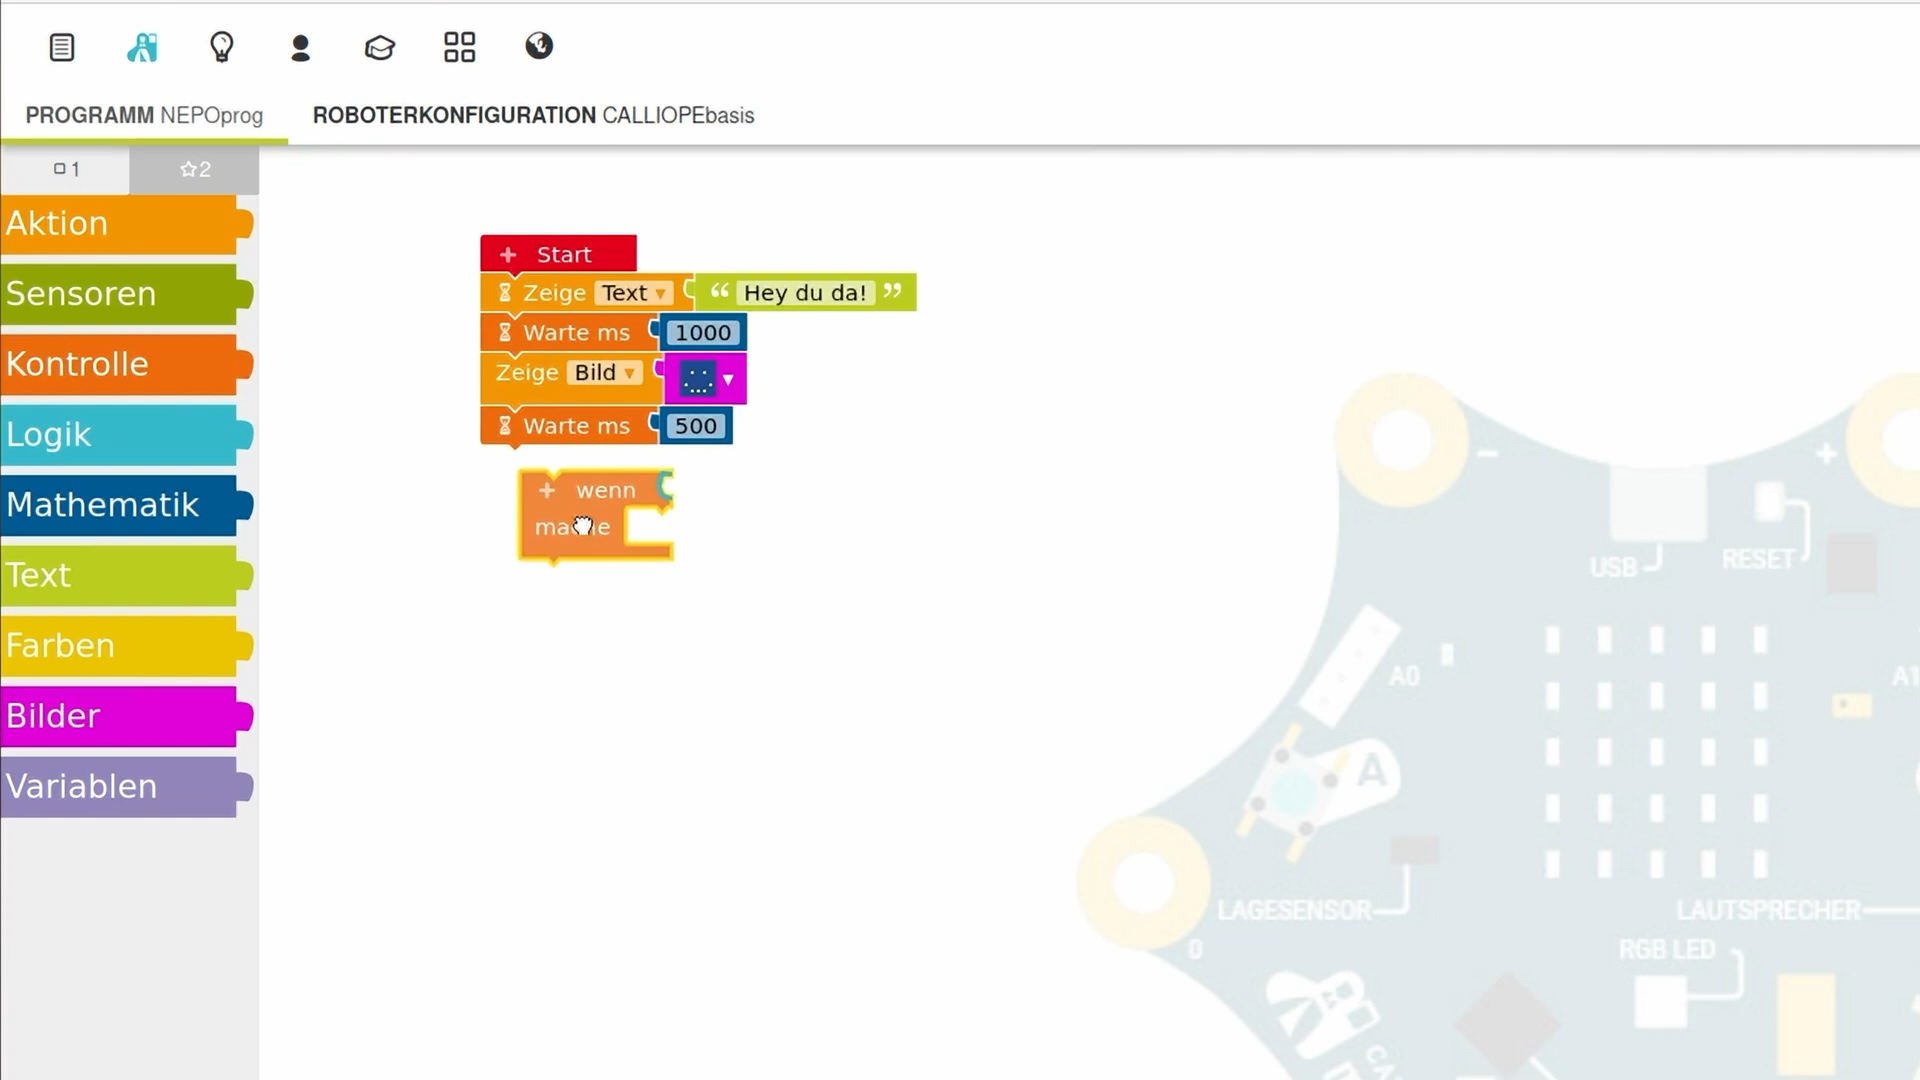 PROGRAMM NEPOprog
ROBOTERKONFIGURATION CALLIOPEbasis
1
2
Aktion
Sensoren
Kontrolle
Logik
Mathematik
Text
Farben
Bilder
Variablen
+ Start
Zeige Text “ Hey du da! ”
Warte ms 1000
Zeige Bild
Warte ms 500
+ wenn
− +
USB
RESET
A0
A
LAGESENSOR
LAUTSPRECHER
0
RGB LED